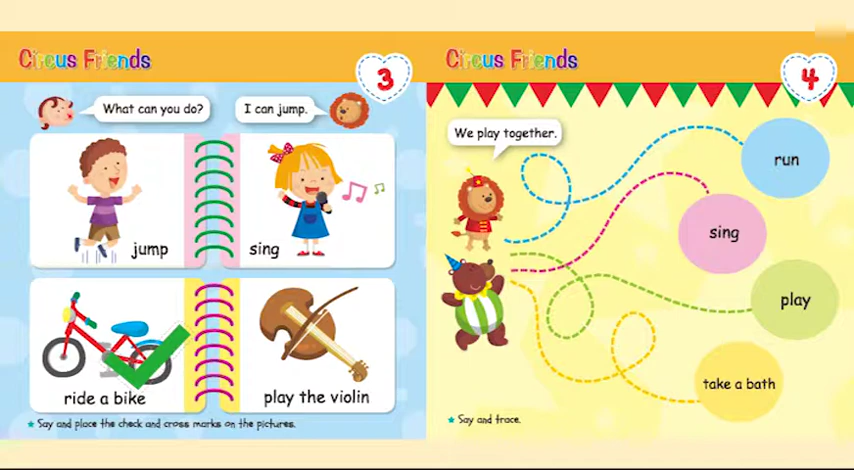 Circus Friends
3
What can you do?
I can jump.
jump
sing
ride a bike
play the violin
★ Say and place the check and cross marks on the pictures.
Circus Friends
4
We play together.
run
sing
play
take a bath
★ Say and trace.